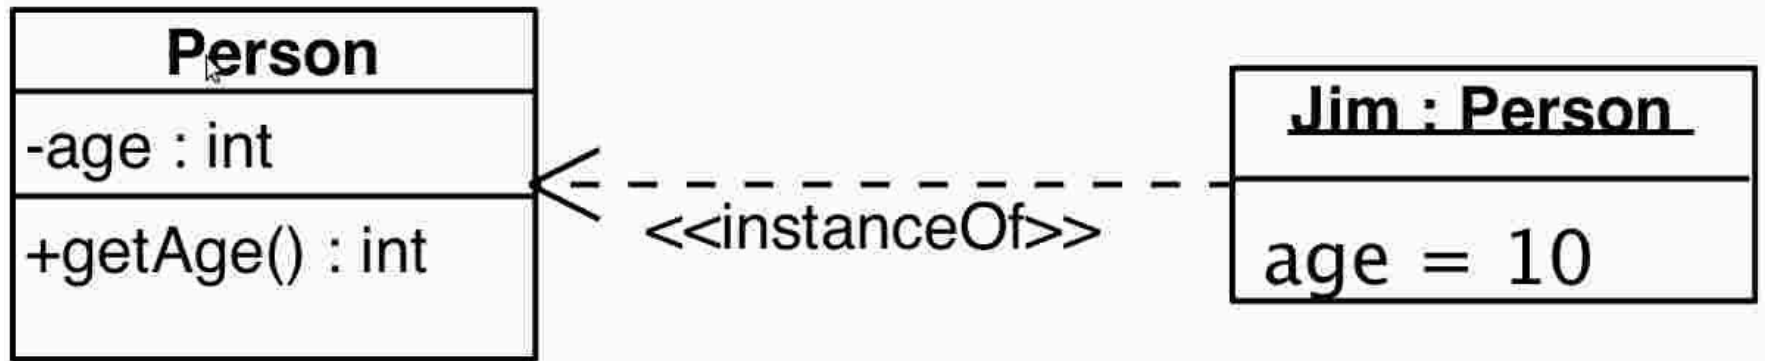 Person
-age : int
+getAge() : int
<<instanceOf>>
Jim : Person
age = 10